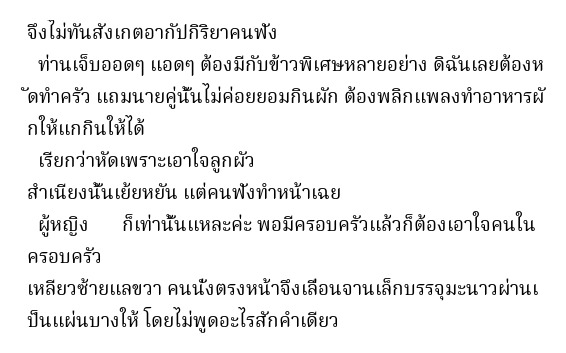 จึงไม่ทันสังเกตอากัปกิริยาคนฟัง
ท่านเจ็บออดๆ แอดๆ ต้องมีกับข้าวพิเศษหลายอย่าง ดิฉันเลยต้องห
ัดทำครัว แถมนายคู่นั้นไม่ค่อยยอมกินผัก ต้องพลิกแพลงทำอาหารผั
กให้แกกินให้ได้
เรียกว่าหัดเพราะเอาใจลูกผัว
สำเนียงนั้นเย้ยหยัน แต่คนฟังทำหน้าเฉย
ผู้หญิง ก็เท่านั้นแหละค่ะ พอมีครอบครัวแล้วก็ต้องเอาใจคนใน
ครอบครัว
เหลียวซ้ายแลขวา คนนั่งตรงหน้าจึงเลื่อนจานเล็กบรรจุมะนาวผ่านเ
ป็นแผ่นบางให้ โดยไม่พูดอะไรสักคำเดียว